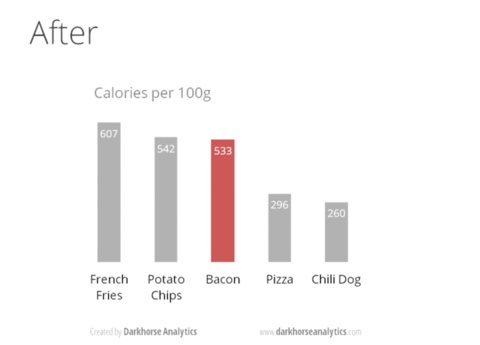 After
Calories per 100g
607
542
533
296
260
French Fries
Potato Chips
Bacon
Pizza
Chili Dog
Created by Darkhorse Analytics
www.darkhorseanalytics.com